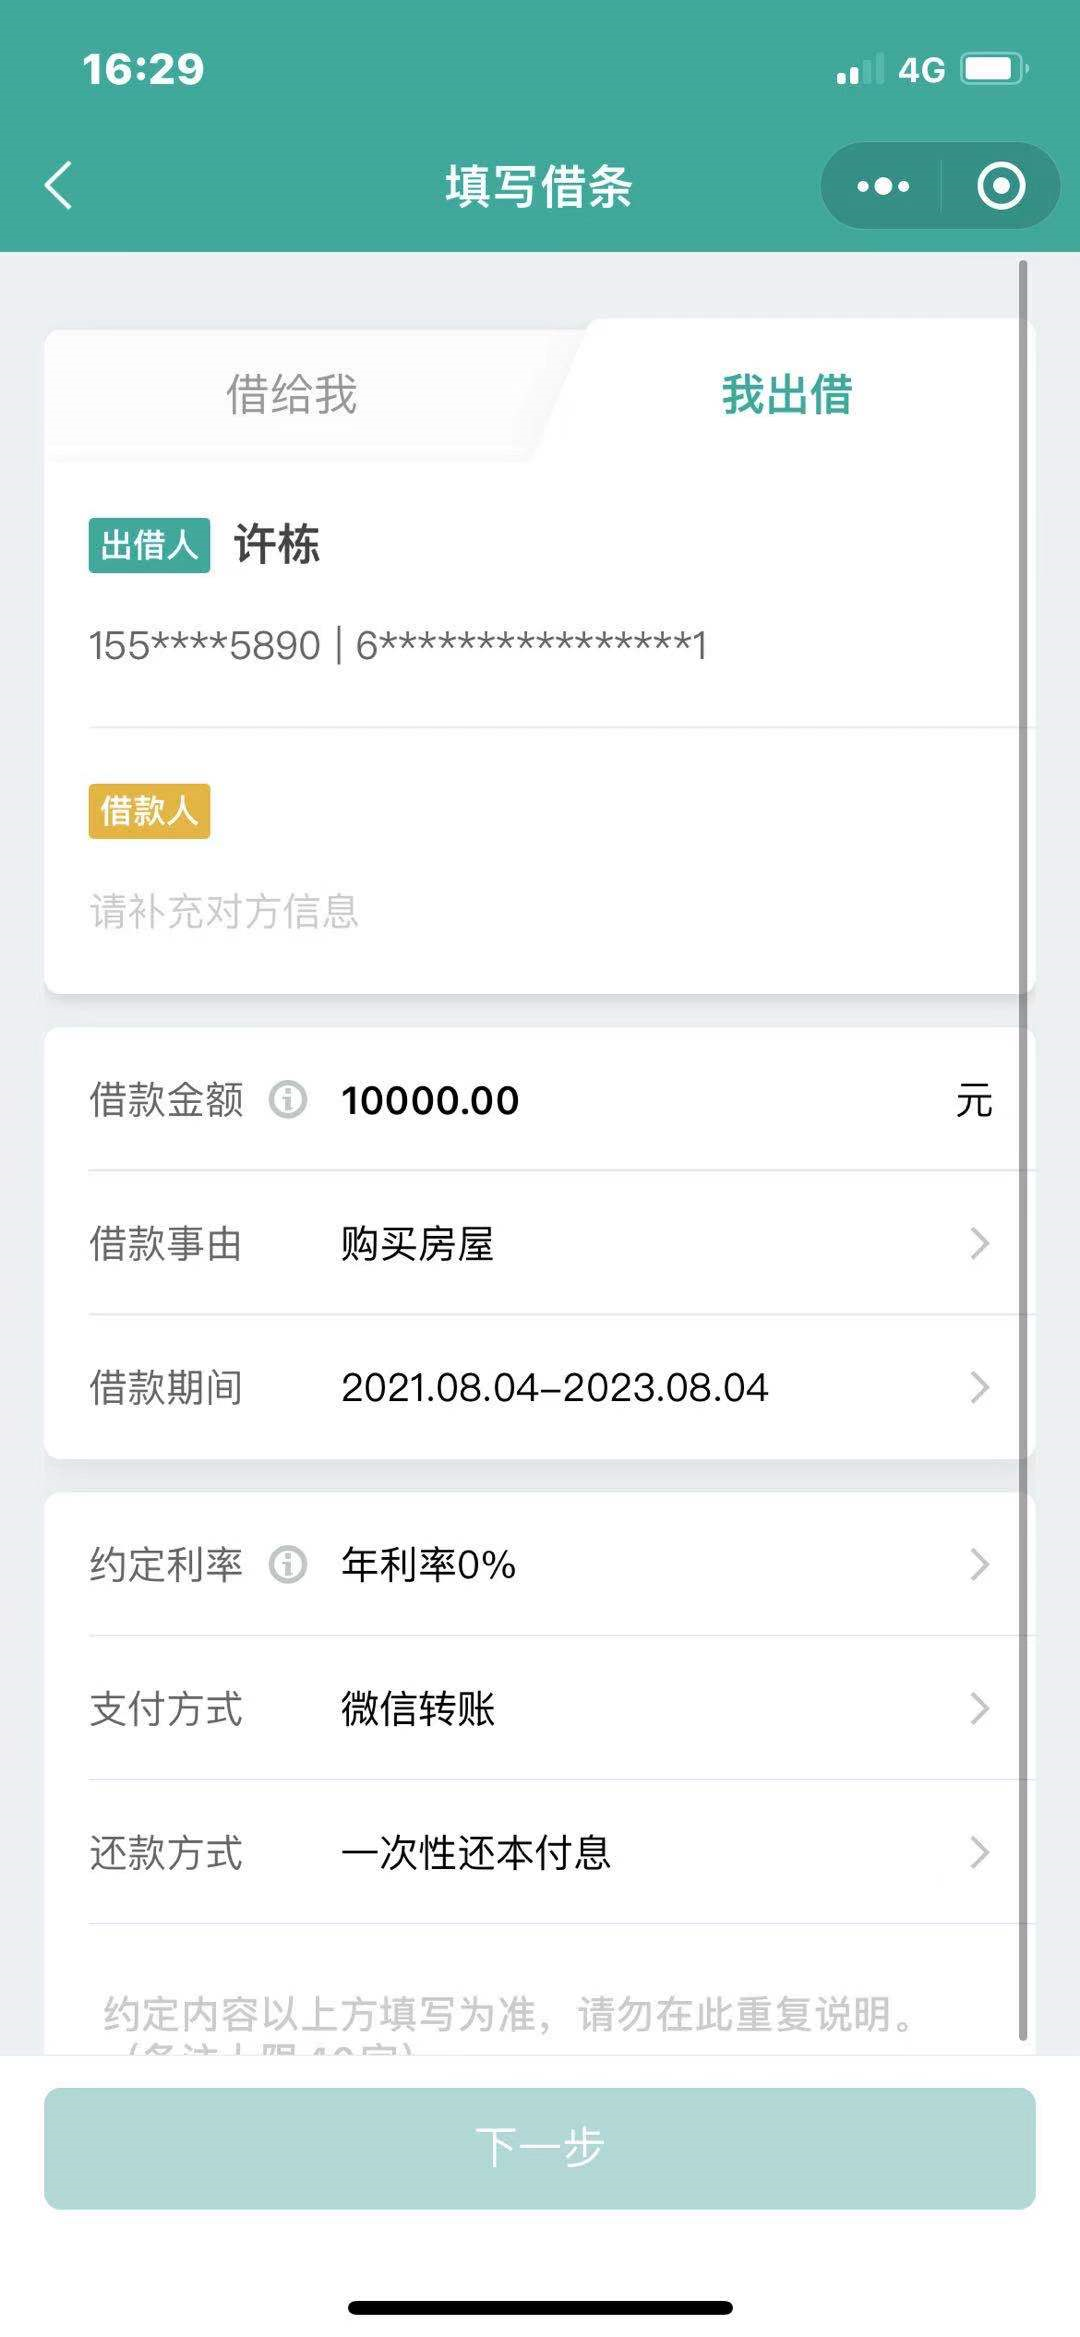 16:29
4G
填写借条
借给我
我出借
出借人 许栋
155****5890 | 6****************1
借款人
请补充对方信息
借款金额 10000.00 元
借款事由 购买房屋
借款期间 2021.08.04-2023.08.04
约定利率 年利率0%
支付方式 微信转账
还款方式 一次性还本付息
约定内容以上方填写为准，请勿在此重复说明。
下一步